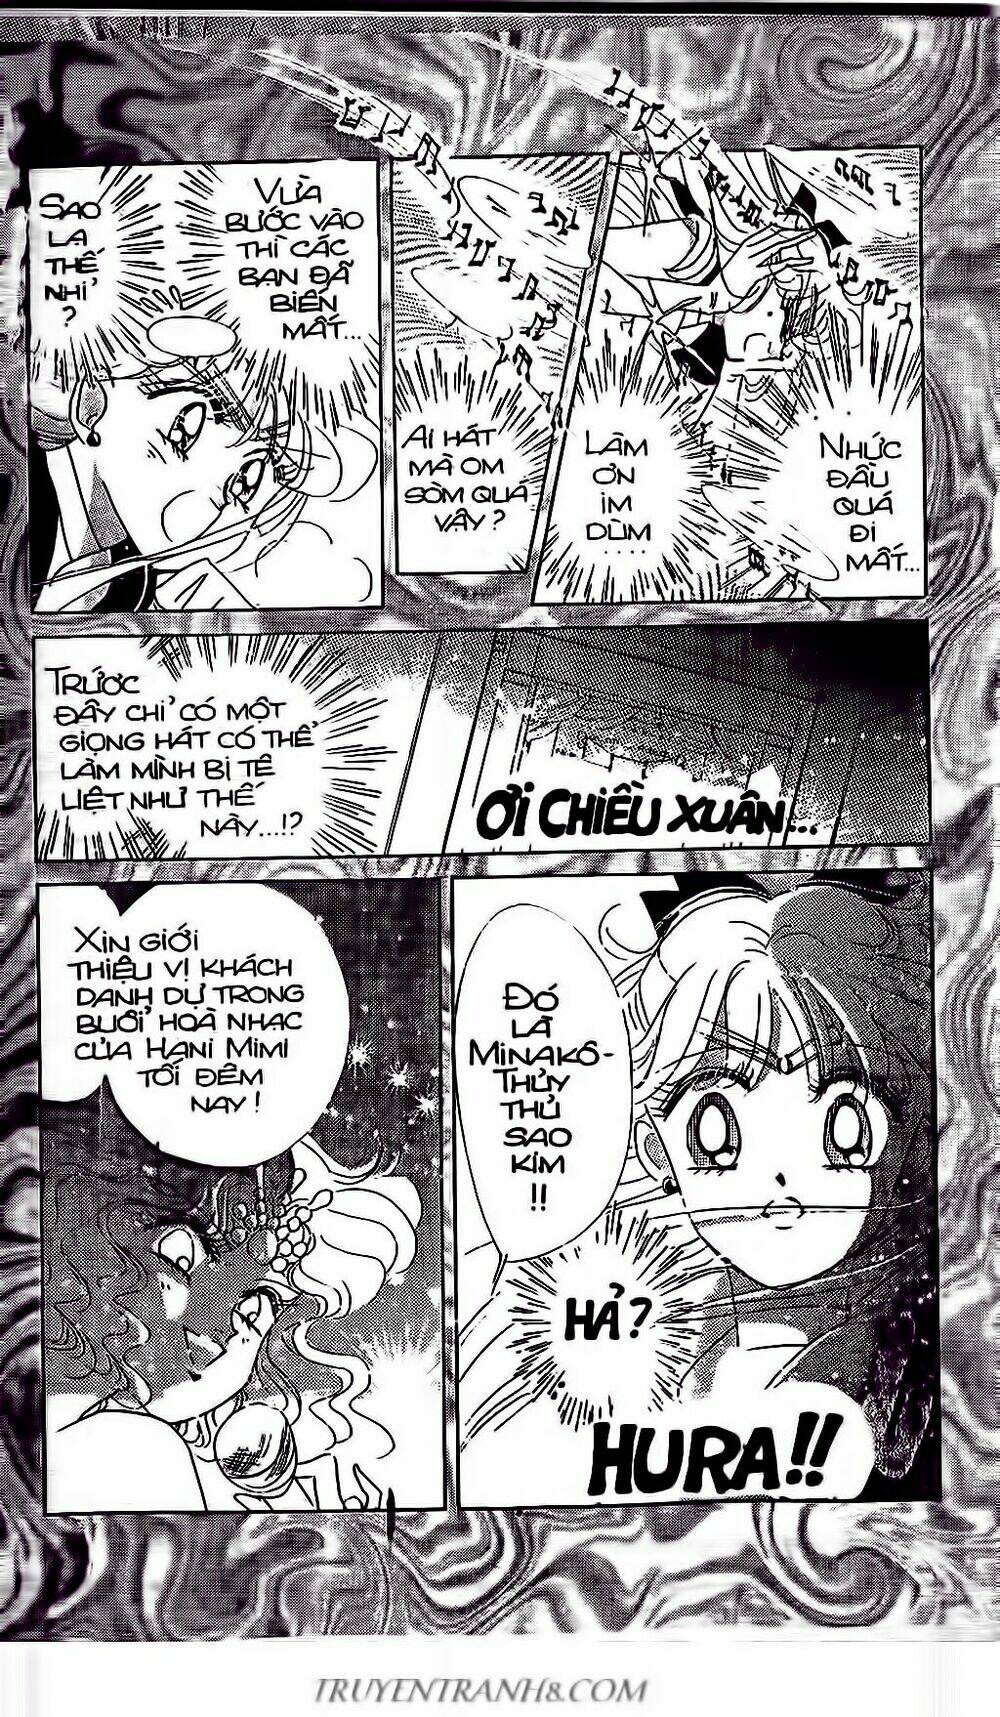 SAO
LẠ
THẾ
NHỈ
?
VỪA
BƯỚC VÀO
THÌ CÁC
BẠN ĐÃ
BIẾN
MẤT...
AI HÁT
MÀ OM
SÒM QUÁ
VẬY?
LÀM
ƠN
IM
DÙM
....
NHỨC
ĐẦU
QUÁ
ĐI
MẤT...
TRƯỚC
ĐÂY CHỈ CÓ MỘT
GIỌNG HÁT CÓ THỂ
LÀM MÌNH BỊ TÊ
LIỆT NHƯ THẾ
NÀY...!?
ƠI CHIỀU XUÂN...
XIN GIỚI
THIỆU VỊ KHÁCH
DANH DỰ TRONG
BUỔI HOÀ NHẠC
CỦA HANI MIMI
TỐI ĐÊM
NAY!
ĐÓ
LÀ
MINAKÔ-
THỦY
THỦ
SAO
KIM
!!
HẢ?
HURA!!
TRUYENTRANH8.COM